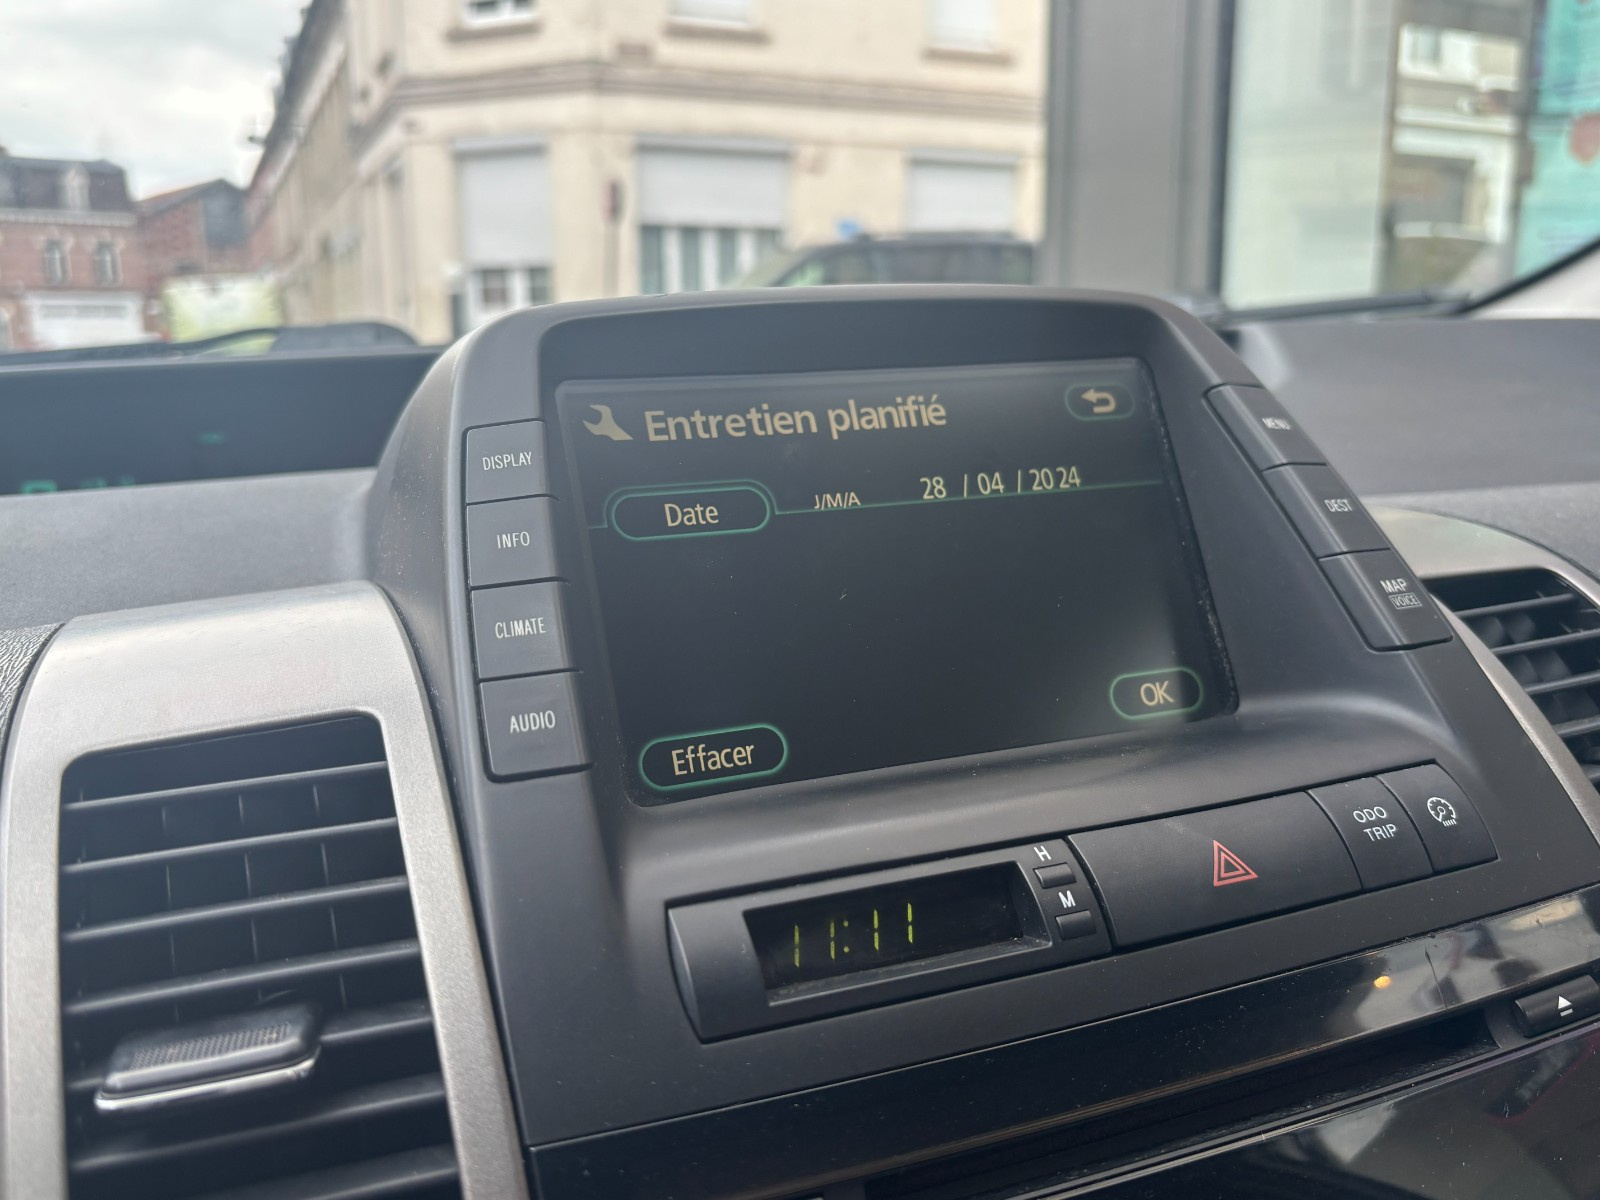 Entretien planifié
Date J/M/A 28 / 04 / 2024
OK
Effacer
DISPLAY
INFO
CLIMATE
AUDIO
MENU
DEST
MAP
VOICE
11:11
H
M
ODO
TRIP